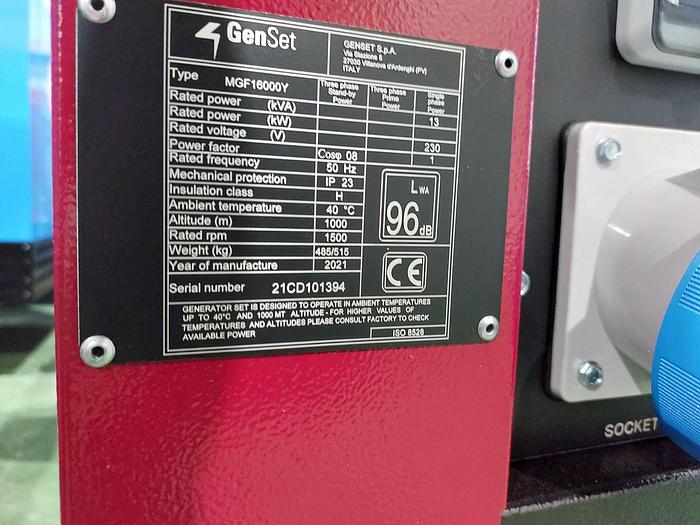 GenSet
GENSET S.p.A.
Via Stazione 5
27030 Villanova d'Ardenghi (PV)
ITALY
Type MGF16000Y
Three phase Stand-by Power
Three phase Prime Power
Single phase Power
Rated power (kVA)
Rated power (kW) 13
Rated voltage (V)
230
Power factor Cosφ 08 1
Rated frequency 50 Hz
Mechanical protection IP 23
Insulation class H
Ambient temperature 40 °C
Altitude (m) 1000
Rated rpm 1500
Weight (kg) 485/515
Year of manufacture 2021
Serial number 21CD101394
LWA
96 dB
CE
GENERATOR SET IS DESIGNED TO OPERATE IN AMBIENT TEMPERATURES
UP TO 40°C AND 1000 MT ALTITUDE - FOR HIGHER VALUES OF
TEMPERATURES AND ALTITUDES PLEASE CONSULT FACTORY TO CHECK
AVAILABLE POWER
ISO 8528
SOCKET